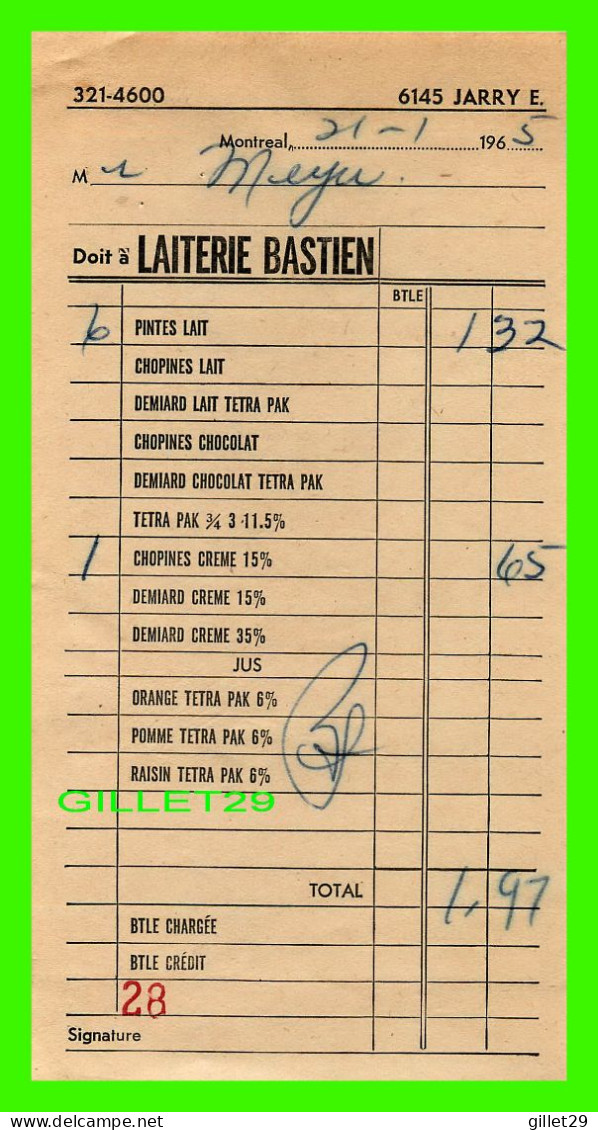 321-4600 6145 JARRY E.
Montreal, 21-1 1965
Mr Meyer.
Doit à LAITERIE BASTIEN
BTLE
6 PINTES LAIT 1 32
CHOPINES LAIT
DEMIARD LAIT TETRA PAK
CHOPINES CHOCOLAT
DEMIARD CHOCOLAT TETRA PAK
TETRA PAK ¾ 3-11.5%
1 CHOPINES CREME 15% 65
DEMIARD CREME 15%
DEMIARD CREME 35%
JUS
ORANGE TETRA PAK 6%
POMME TETRA PAK 6%
RAISIN TETRA PAK 6%
GILLET29
TOTAL 1.97
BTLE CHARGÉE
BTLE CRÉDIT
28
Signature
gillet29